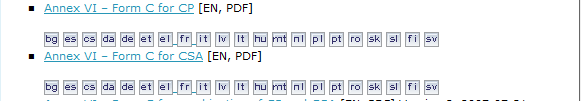 Annex VI – Form C for CP [EN, PDF]
bg es cs da de et el fr it lv lt hu mt nl pl pt ro sk sl fi sv
Annex VI – Form C for CSA [EN, PDF]
bg es cs da de et el fr it lv lt hu mt nl pl pt ro sk sl fi sv